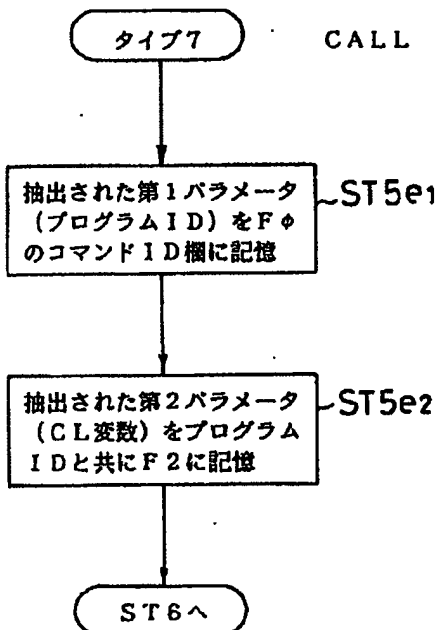 タイプ7
CALL
抽出された第1パラメータ
(プログラムID)をFφ
のコマンドID欄に記憶
ST5e1
抽出された第2パラメータ
(CL変数)をプログラム
IDと共にF2に記憶
ST5e2
ST6へ